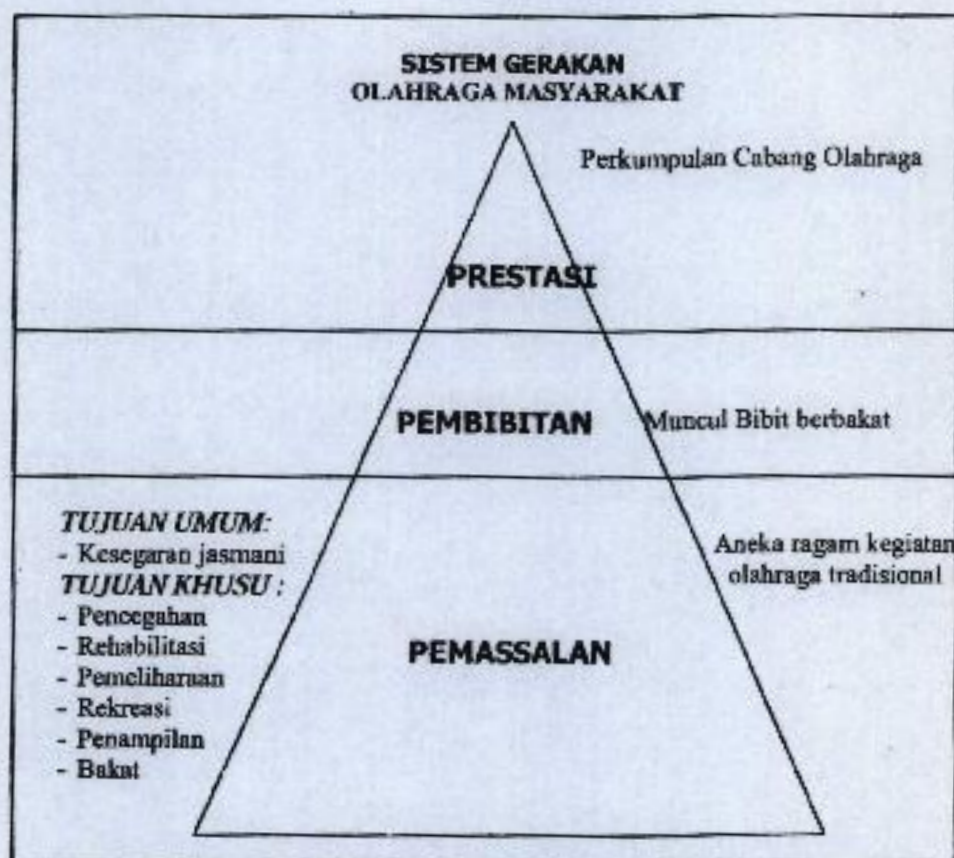 SISTEM GERAKAN
OLAHRAGA MASYARAKAT
Perkumpulan Cabang Olahraga
PRESTASI
PEMBIBITAN
Muncul Bibit berbakat
TUJUAN UMUM:
- Kesegaran jasmani
TUJUAN KHUSU :
- Pencegahan
- Rehabilitasi
- Pemeliharaan
- Rekreasi
- Penampilan
- Bakat
Aneka ragam kegiatan
olahraga tradisional
PEMASSALAN